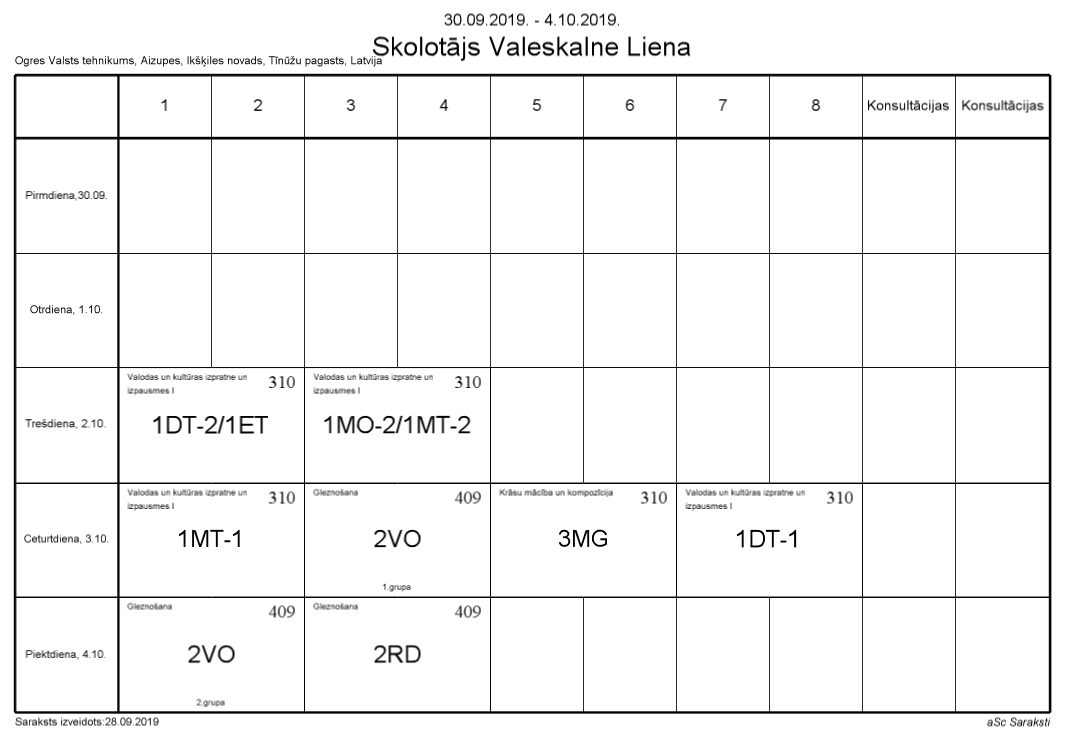 30.09.2019. - 4.10.2019.
Skolotājs Valeskalne Liena
Ogres Valsts tehnikums, Aizupes, Ikšķiles novads, Tīnūžu pagasts, Latvija
1 2 3 4 5 6 7 8 Konsultācijas Konsultācijas
Pirmdiena,30.09.
Otrdiena, 1.10.
Trešdiena, 2.10.
Valodas un kultūras izpratne un
izpausmes I
310
1DT-2/1ET
Valodas un kultūras izpratne un
izpausmes I
310
1MO-2/1MT-2
Ceturtdiena, 3.10.
Valodas un kultūras izpratne un
izpausmes I
310
1MT-1
Gleznošana
409
2VO
1.grupa
Krāsu mācība un kompozīcija
310
3MG
Valodas un kultūras izpratne un
izpausmes I
310
1DT-1
Piektdiena, 4.10.
Gleznošana
409
2VO
2.grupa
Gleznošana
409
2RD
Saraksts izveidots:28.09.2019
aSc Saraksti